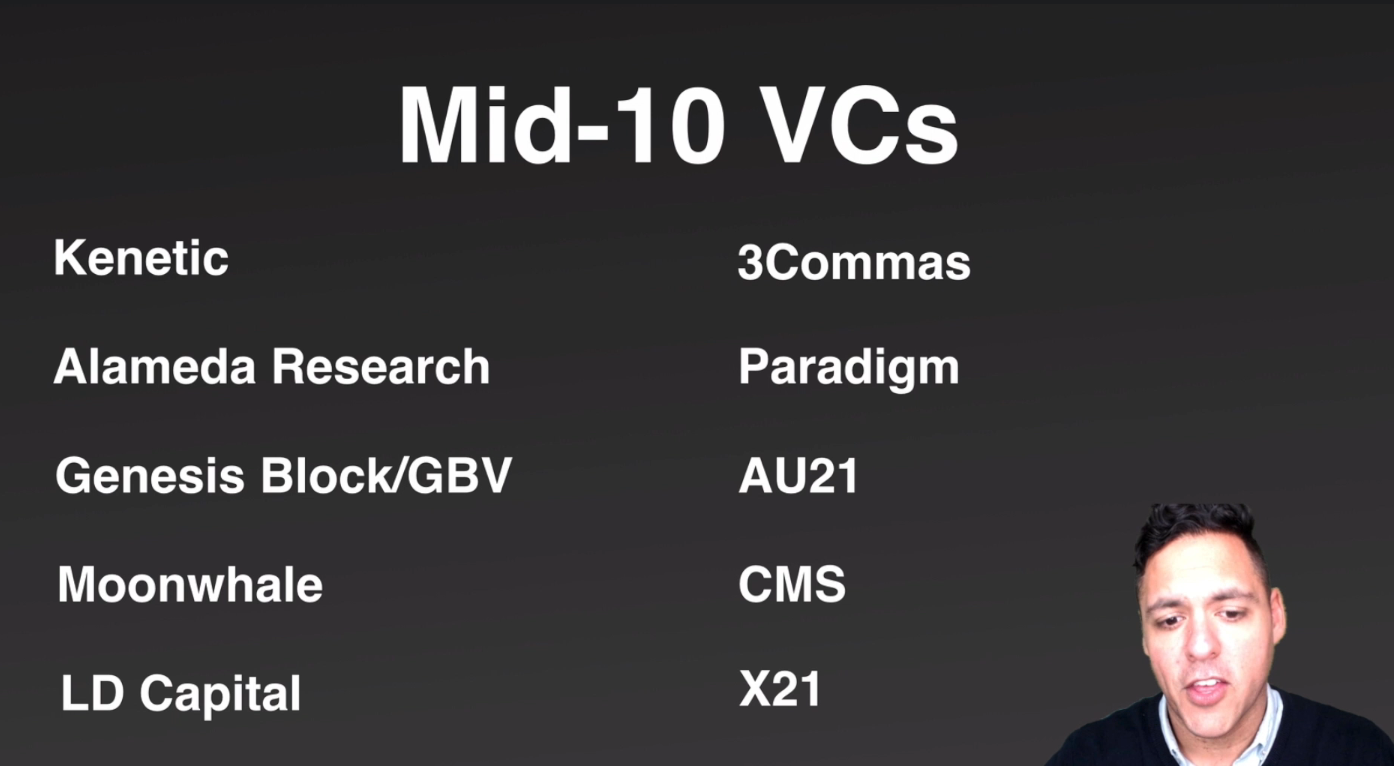 Mid-10 VCs
Kenetic
Alameda Research
Genesis Block/GBV
Moonwhale
LD Capital
3Commas
Paradigm
AU21
CMS
X21